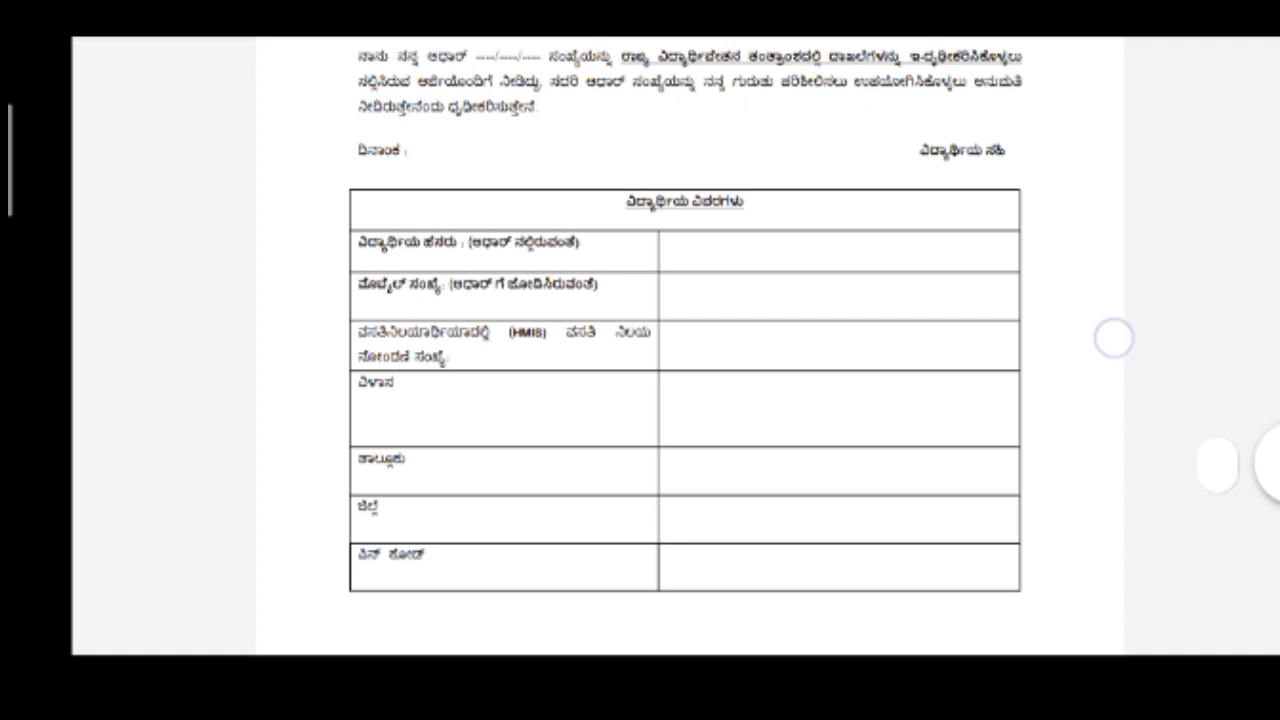 ನಾನು ನನ್ನ ಆಧಾರ್ ----/----/---- ಸಂಖ್ಯೆಯನ್ನು ರಾಜ್ಯ ವಿದ್ಯಾರ್ಥಿವೇತನ ತಂತ್ರಾಂಶದಲ್ಲಿ ದಾಖಲೆಗಳನ್ನು ಇ-ದೃಢೀಕರಿಸಿಕೊಳ್ಳಲು
ಸಲ್ಲಿಸಿರುವ ಅರ್ಜಿಯೊಂದಿಗೆ ನೀಡಿದ್ದು, ಸದರಿ ಆಧಾರ್ ಸಂಖ್ಯೆಯನ್ನು ನನ್ನ ಗುರುತು ಪರಿಶೀಲಿಸಲು ಉಪಯೋಗಿಸಿಕೊಳ್ಳಲು ಅನುಮತಿ
ನೀಡಿರುತ್ತೇನೆಂದು ಧೃಢೀಕರಿಸುತ್ತೇನೆ.
ದಿನಾಂಕ : ವಿದ್ಯಾರ್ಥಿಯ ಸಹಿ
ವಿದ್ಯಾರ್ಥಿಯ ವಿವರಗಳು
ವಿದ್ಯಾರ್ಥಿಯ ಹೆಸರು : (ಆಧಾರ್ ನಲ್ಲಿರುವಂತೆ)
ಮೊಬೈಲ್ ಸಂಖ್ಯೆ: (ಆಧಾರ್ ಗೆ ಜೋಡಿಸಿರುವಂತೆ)
ವಸತಿನಿಲಯಾರ್ಥಿಯಾದಲ್ಲಿ (HMIS) ವಸತಿ ನಿಲಯ
ನೋಂದಣಿ ಸಂಖ್ಯೆ:
ವಿಳಾಸ
ತಾಲ್ಲೂಕು
ಜಿಲ್ಲೆ
ಪಿನ್ ಕೋಡ್